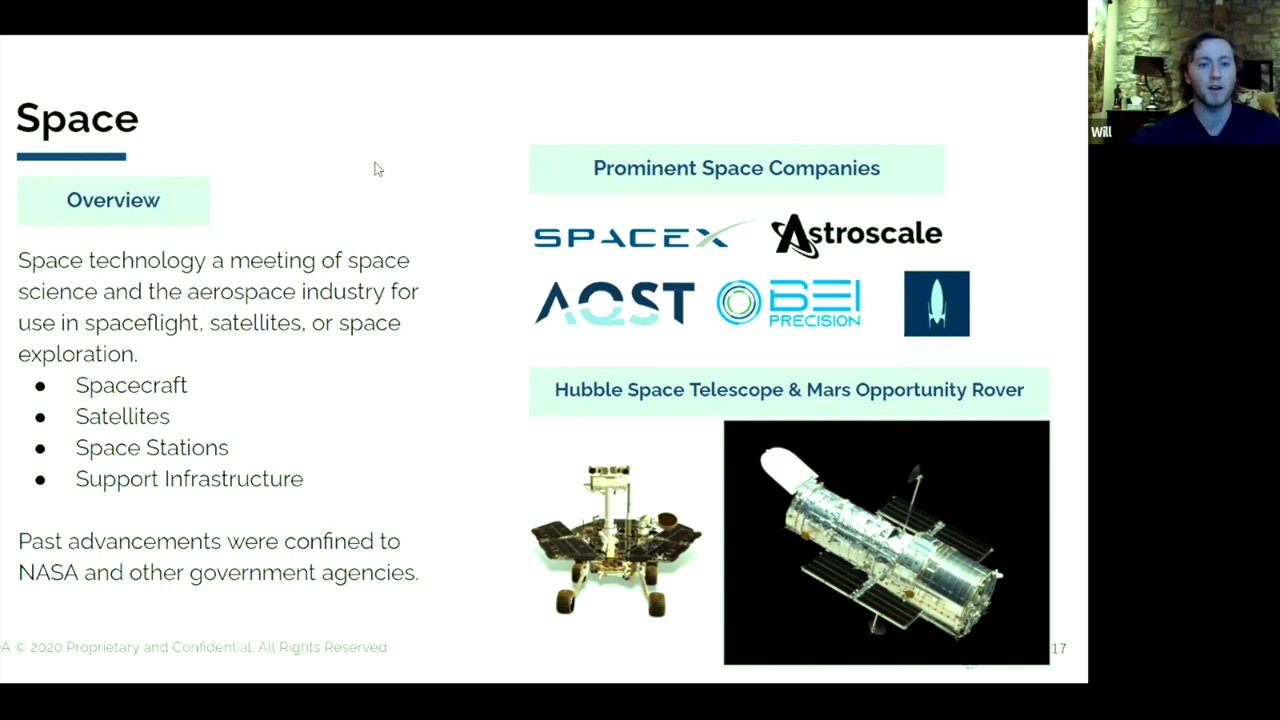 Space
Overview
Space technology a meeting of space
science and the aerospace industry for
use in spaceflight, satellites, or space
exploration.
● Spacecraft
● Satellites
● Space Stations
● Support Infrastructure
Past advancements were confined to
NASA and other government agencies.
A © 2020 Proprietary and Confidential. All Rights Reserved
Prominent Space Companies
SPACEX
Astroscale
AQST
BEI
PRECISION
Hubble Space Telescope & Mars Opportunity Rover
17
Will